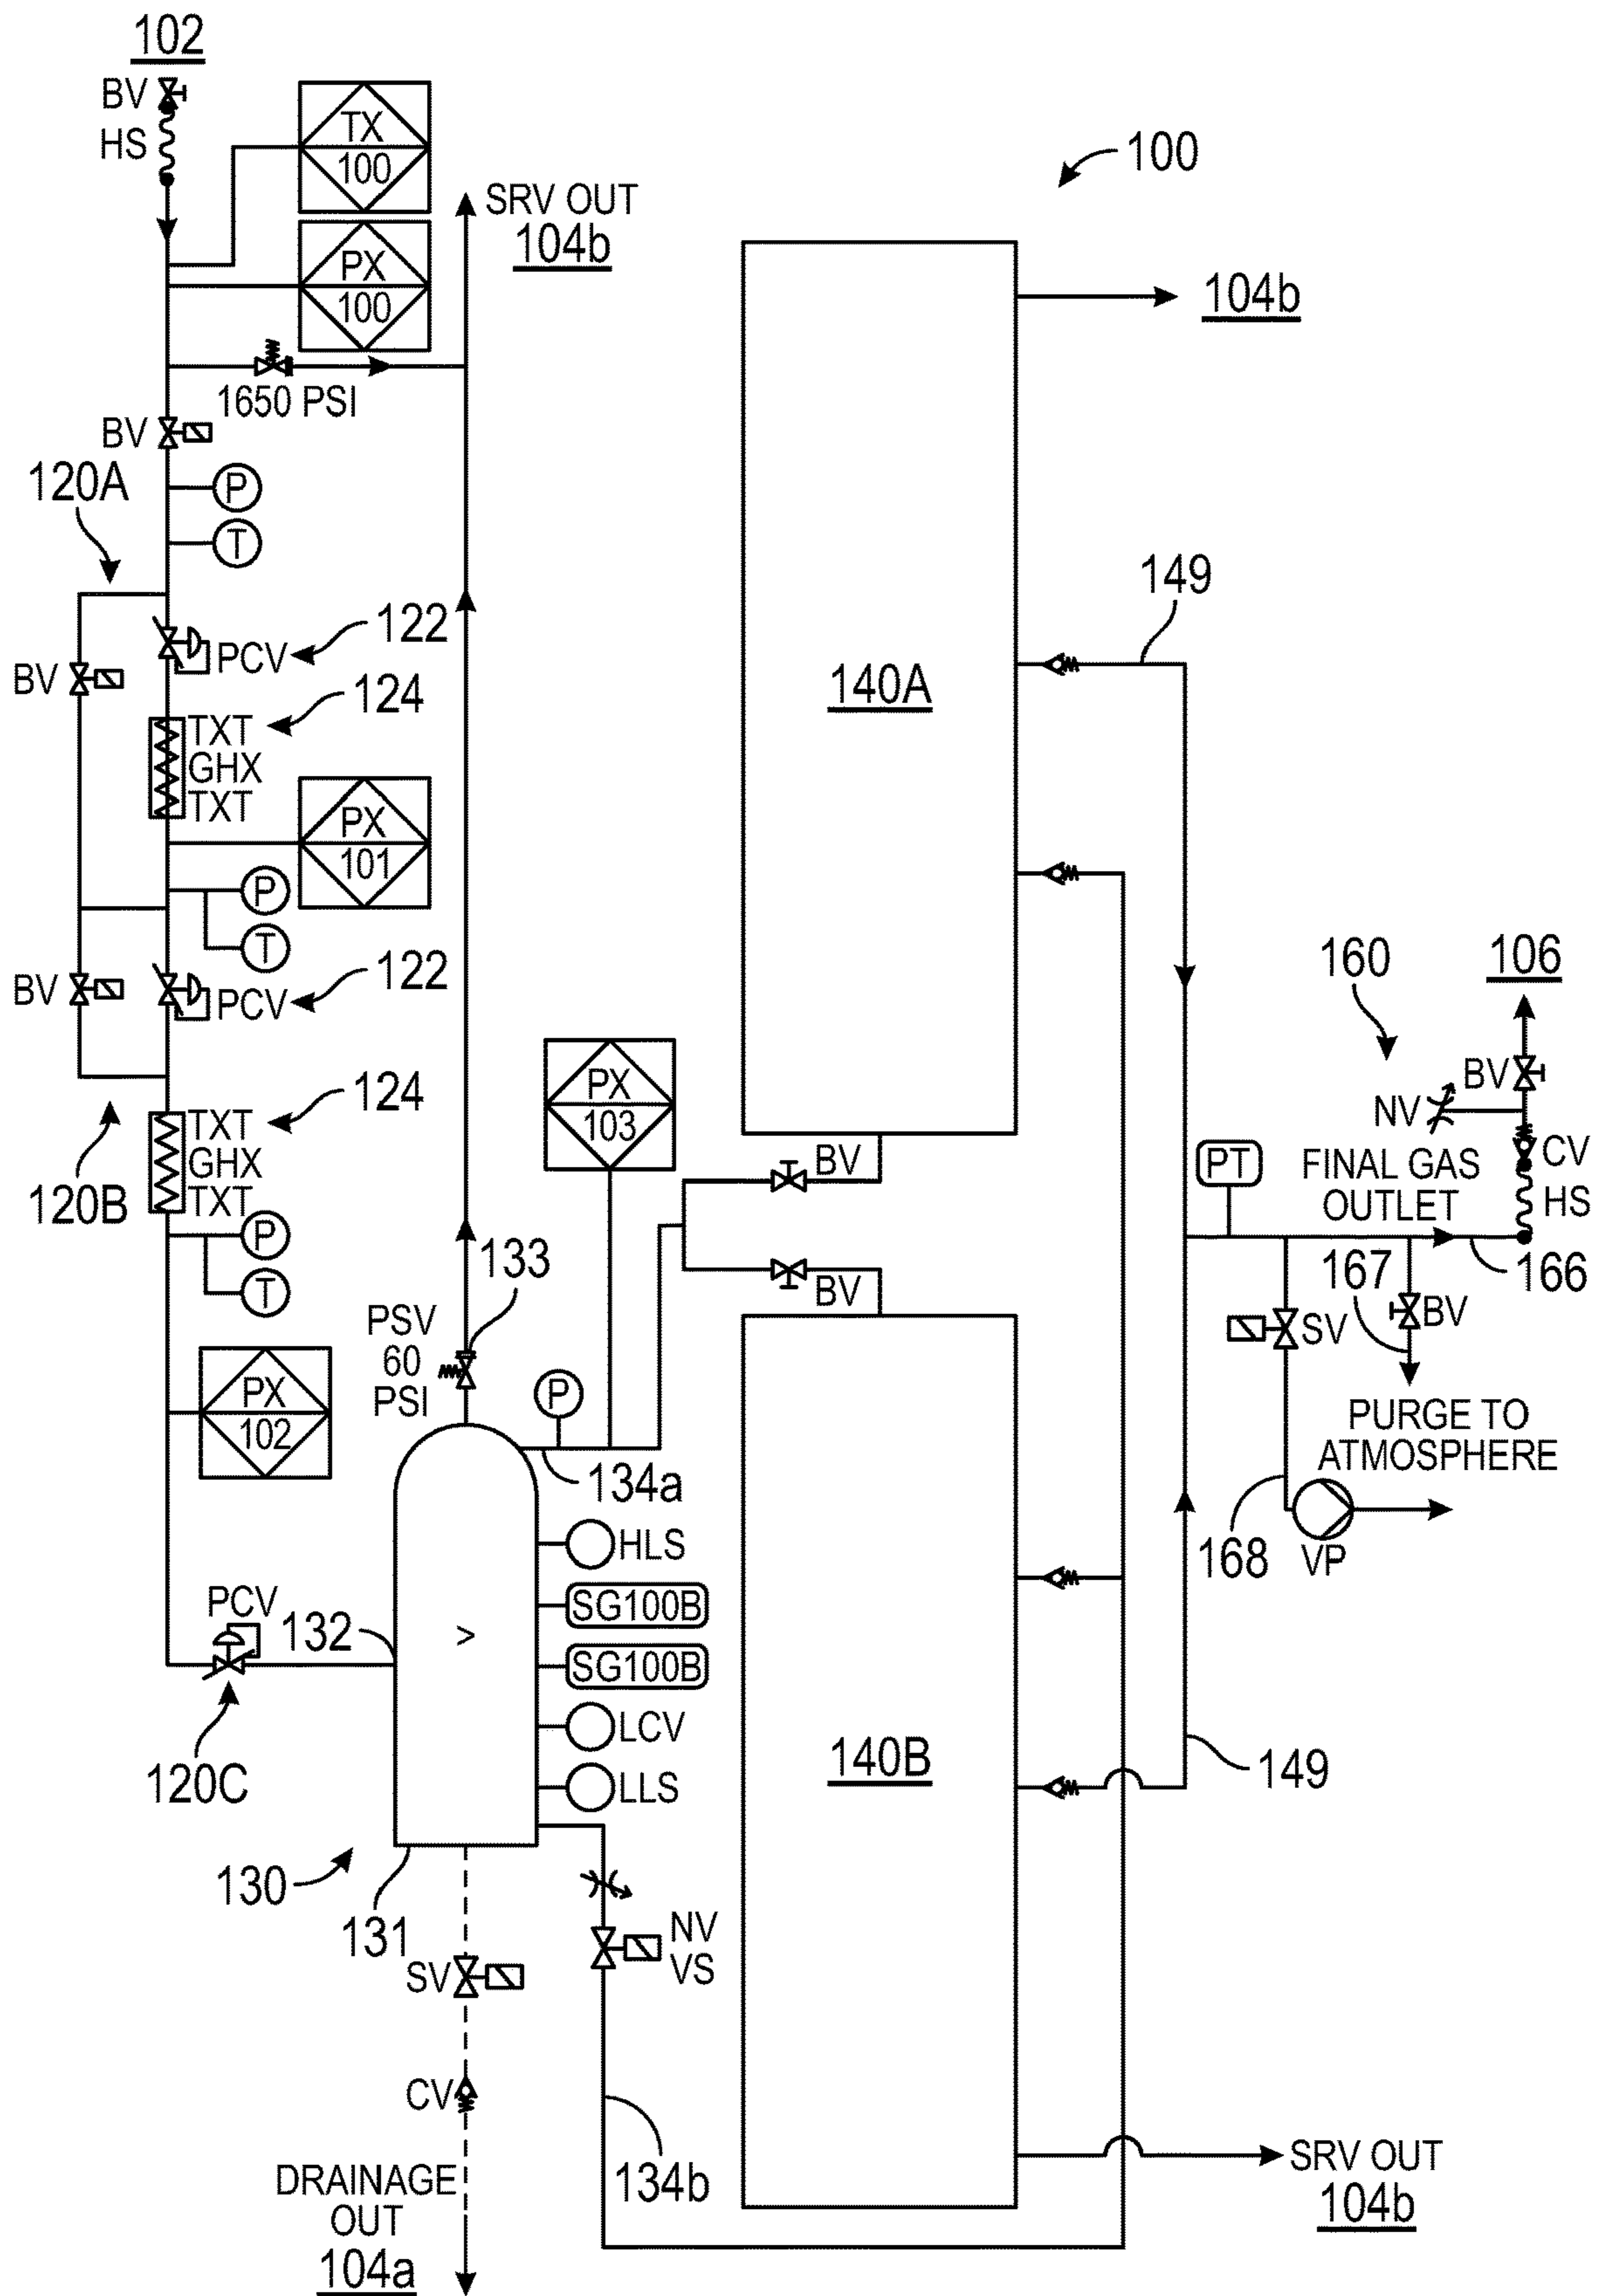 102
BV
HS
TX
100
PX
100
SRV OUT
104b
100
104b
1650 PSI
BV
P
T
120A
PCV
122
BV
TXT
GHX
TXT
124
PX
101
P
T
BV
PCV
122
TXT
GHX
TXT
124
120B
P
T
PX
102
PCV
120C
132
PSV
60
PSI
133
P
134a
PX
103
>
HLS
SG100B
SG100B
LCV
LLS
130
131
SV
CV
DRAINAGE
OUT
104a
NV
VS
134b
140A
BV
BV
140B
149
149
160
106
BV
NV
CV
HS
PT
FINAL GAS
OUTLET
166
167
SV
BV
PURGE TO
ATMOSPHERE
168
VP
SRV OUT
104b